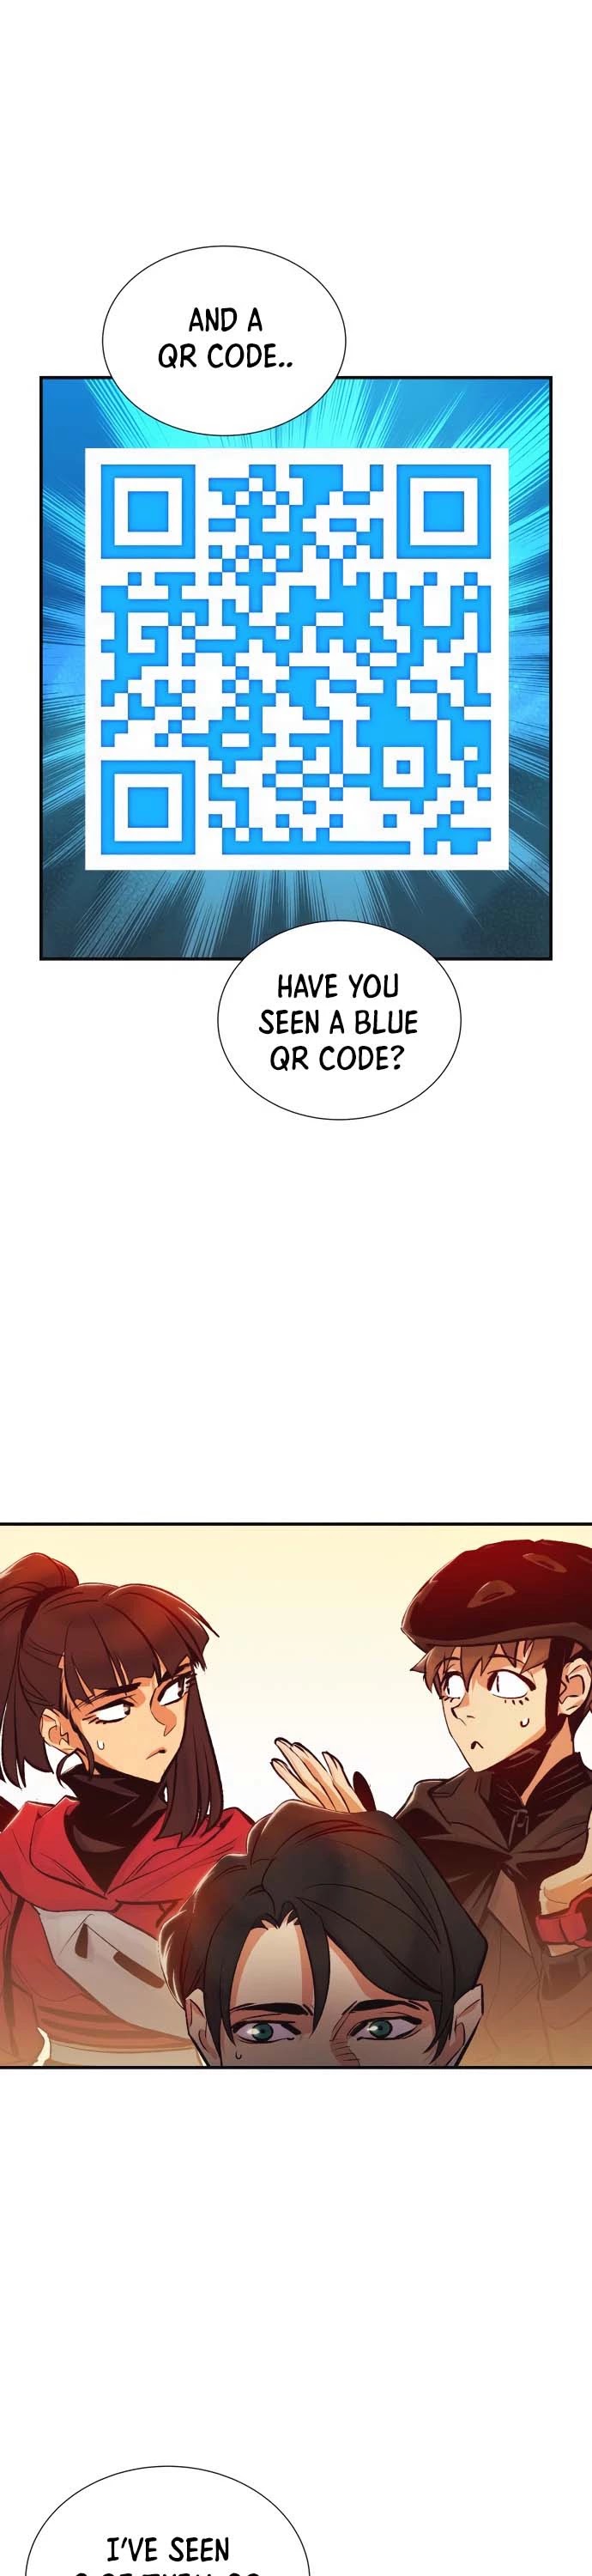 AND A
QR CODE..
HAVE YOU
SEEN A BLUE
QR CODE?
I'VE SEEN